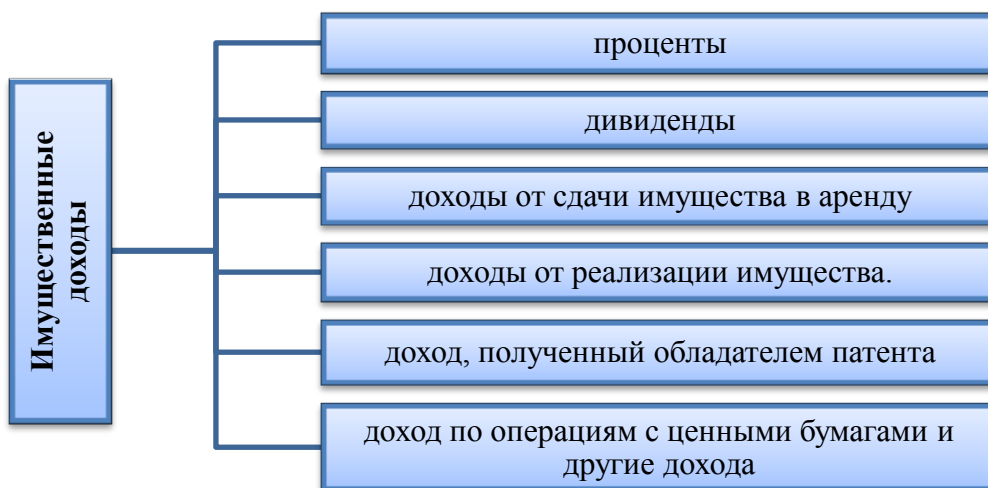 Имущественные
доходы
проценты
дивиденды
доходы от сдачи имущества в аренду
доходы от реализации имущества.
доход, полученный обладателем патента
доход по операциям с ценными бумагами и
другие дохода